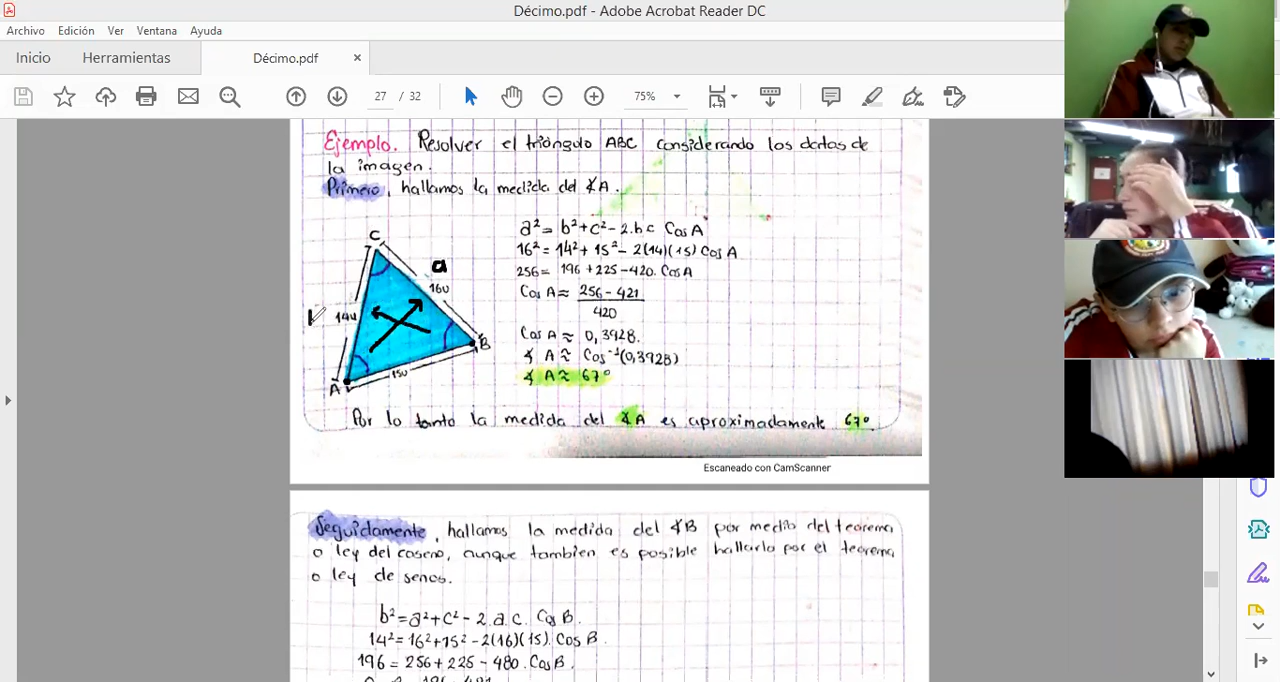 Décimo.pdf - Adobe Acrobat Reader DC
Archivo Edición Ver Ventana Ayuda
Inicio Herramientas Décimo.pdf ×
27 / 32 75%
Ejemplo. Resolver el triángulo ABC considerando los datos de
la imagen.
Primero, hallamos la medida del ∡A.
C
a
16u
14u
B
15u
A
a² = b² + c² - 2.b.c Cos A
16² = 14² + 15² - 2(14)(15) Cos A
256 = 196 + 225 - 420. Cos A
Cos A ≈ 256 - 421
420
Cos A ≈ 0,3928.
∡ A ≈ Cos⁻¹(0,3928)
∡ A ≈ 67°
Por lo tanto la medida del ∡A es aproximadamente 67°
Escaneado con CamScanner
Seguidamente, hallamos la medida del ∡B por medio del teorema
o ley del coseno, aunque tambien es posible hallarlo por el teorema
o ley de senos.
b² = a² + c² - 2.a.c. Cos B.
14² = 16² + 15² - 2(16)(15). Cos B.
196 = 256 + 225 - 480. Cos B.